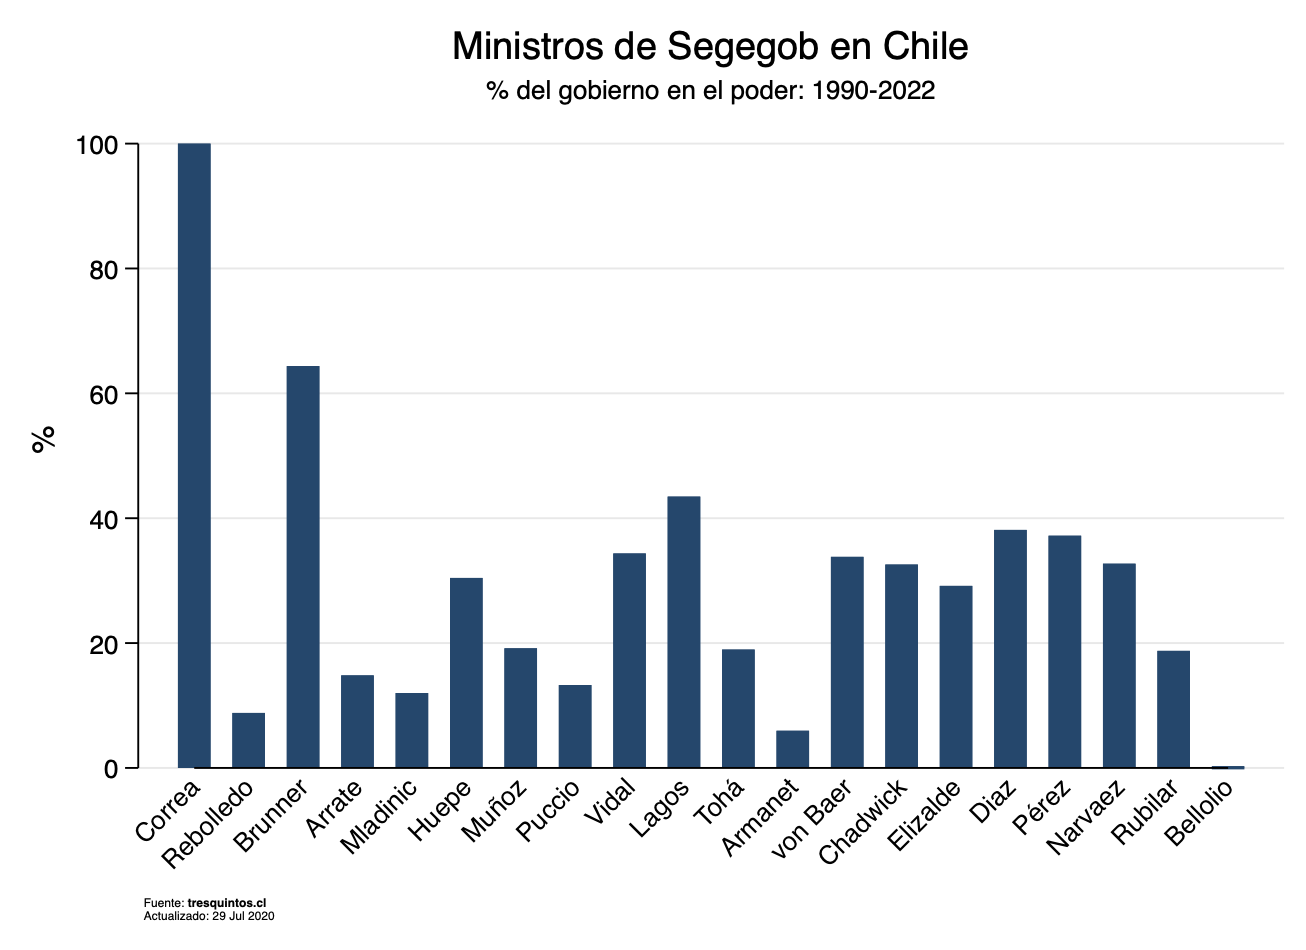 Ministros de Segegob en Chile
% del gobierno en el poder: 1990-2022
%
100
80
60
40
20
0
Correa
Rebolledo
Brunner
Arrate
Mladinic
Huepe
Muñoz
Puccio
Vidal
Lagos
Tohá
Armanet
von Baer
Chadwick
Elizalde
Diaz
Pérez
Narvaez
Rubilar
Bellolio
Fuente: tresquintos.cl
Actualizado: 29 Jul 2020